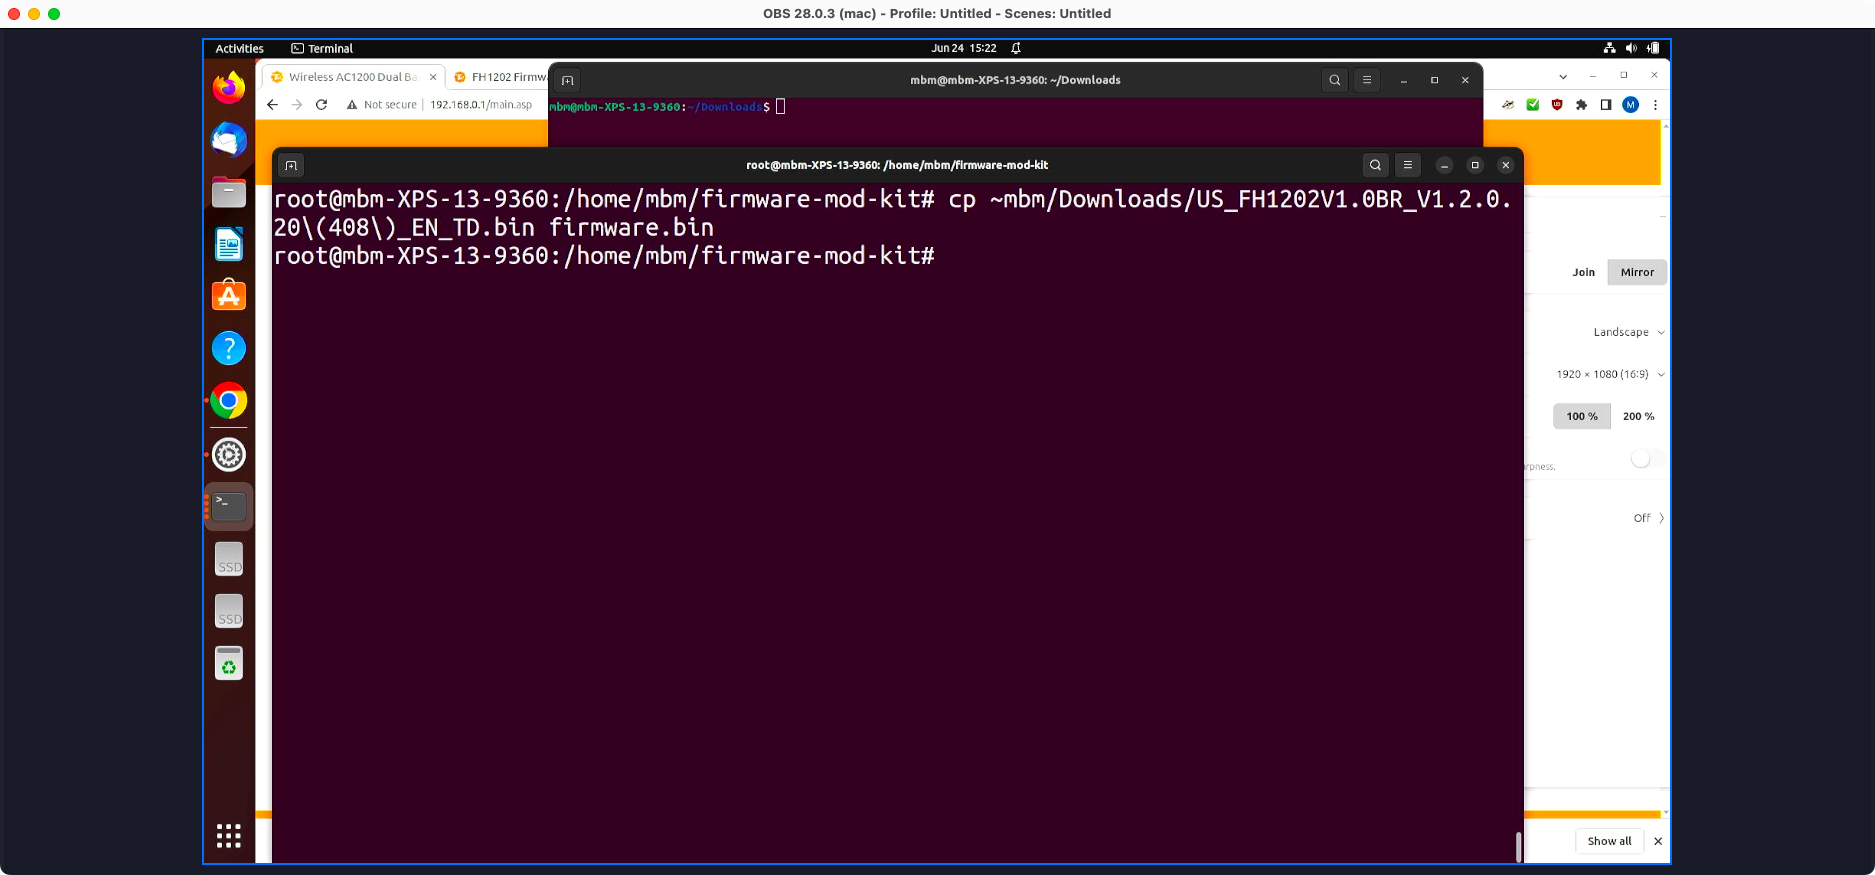 OBS 28.0.3 (mac) - Profile: Untitled - Scenes: Untitled
Activities Terminal Jun 24 15:22
Wireless AC1200 Dual Ba
FH1202 Firmw
mbm@mbm-XPS-13-9360: ~/Downloads
Not secure 192.168.0.1/main.asp
mbm@mbm-XPS-13-9360:~/Downloads$
M
root@mbm-XPS-13-9360: /home/mbm/firmware-mod-kit
root@mbm-XPS-13-9360:/home/mbm/firmware-mod-kit# cp ~mbm/Downloads/US_FH1202V1.0BR_V1.2.0.
20\(408\)_EN_TD.bin firmware.bin
root@mbm-XPS-13-9360:/home/mbm/firmware-mod-kit#
Join Mirror
Landscape
1920 × 1080 (16:9)
100 % 200 %
rpness.
Off
SSD
SSD
Show all